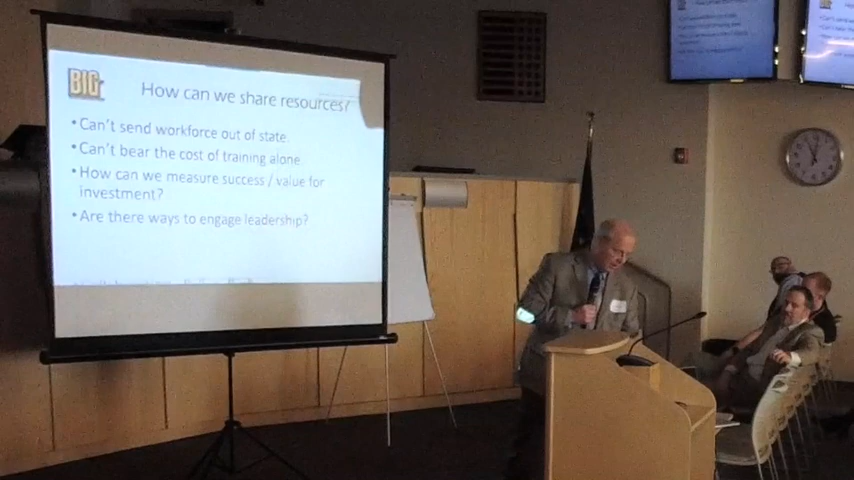 BIG
How can we share resources?
•Can't send workforce out of state.
•Can't bear the cost of training alone
•How can we measure success / value for
investment?
•Are there ways to engage leadership?